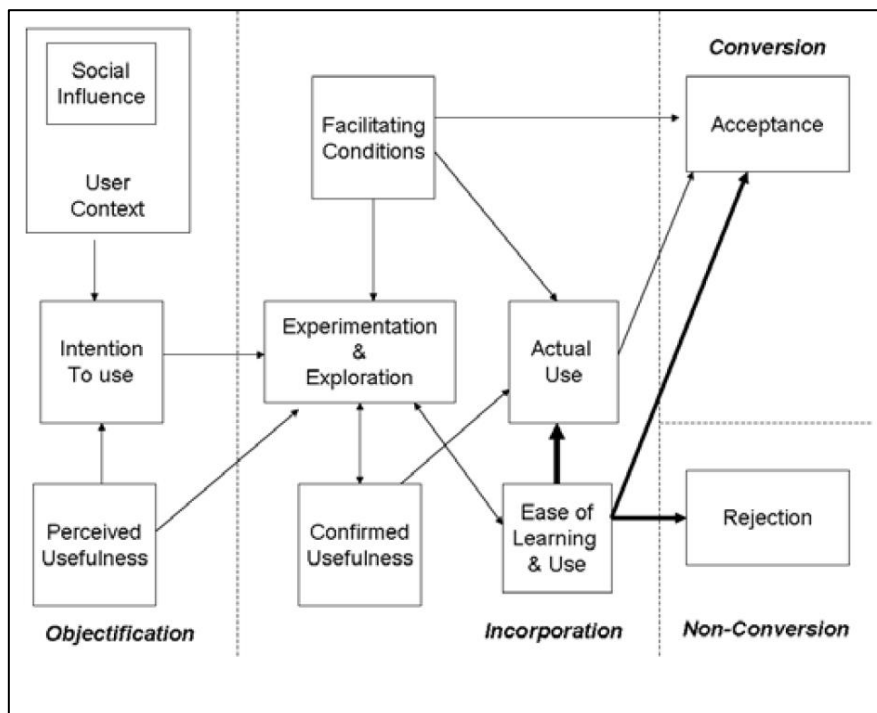 Social
Influence
User
Context
Intention
To use
Perceived
Usefulness
Objectification
Facilitating
Conditions
Experimentation
&
Exploration
Actual
Use
Confirmed
Usefulness
Ease of
Learning
& Use
Incorporation
Conversion
Acceptance
Rejection
Non-Conversion